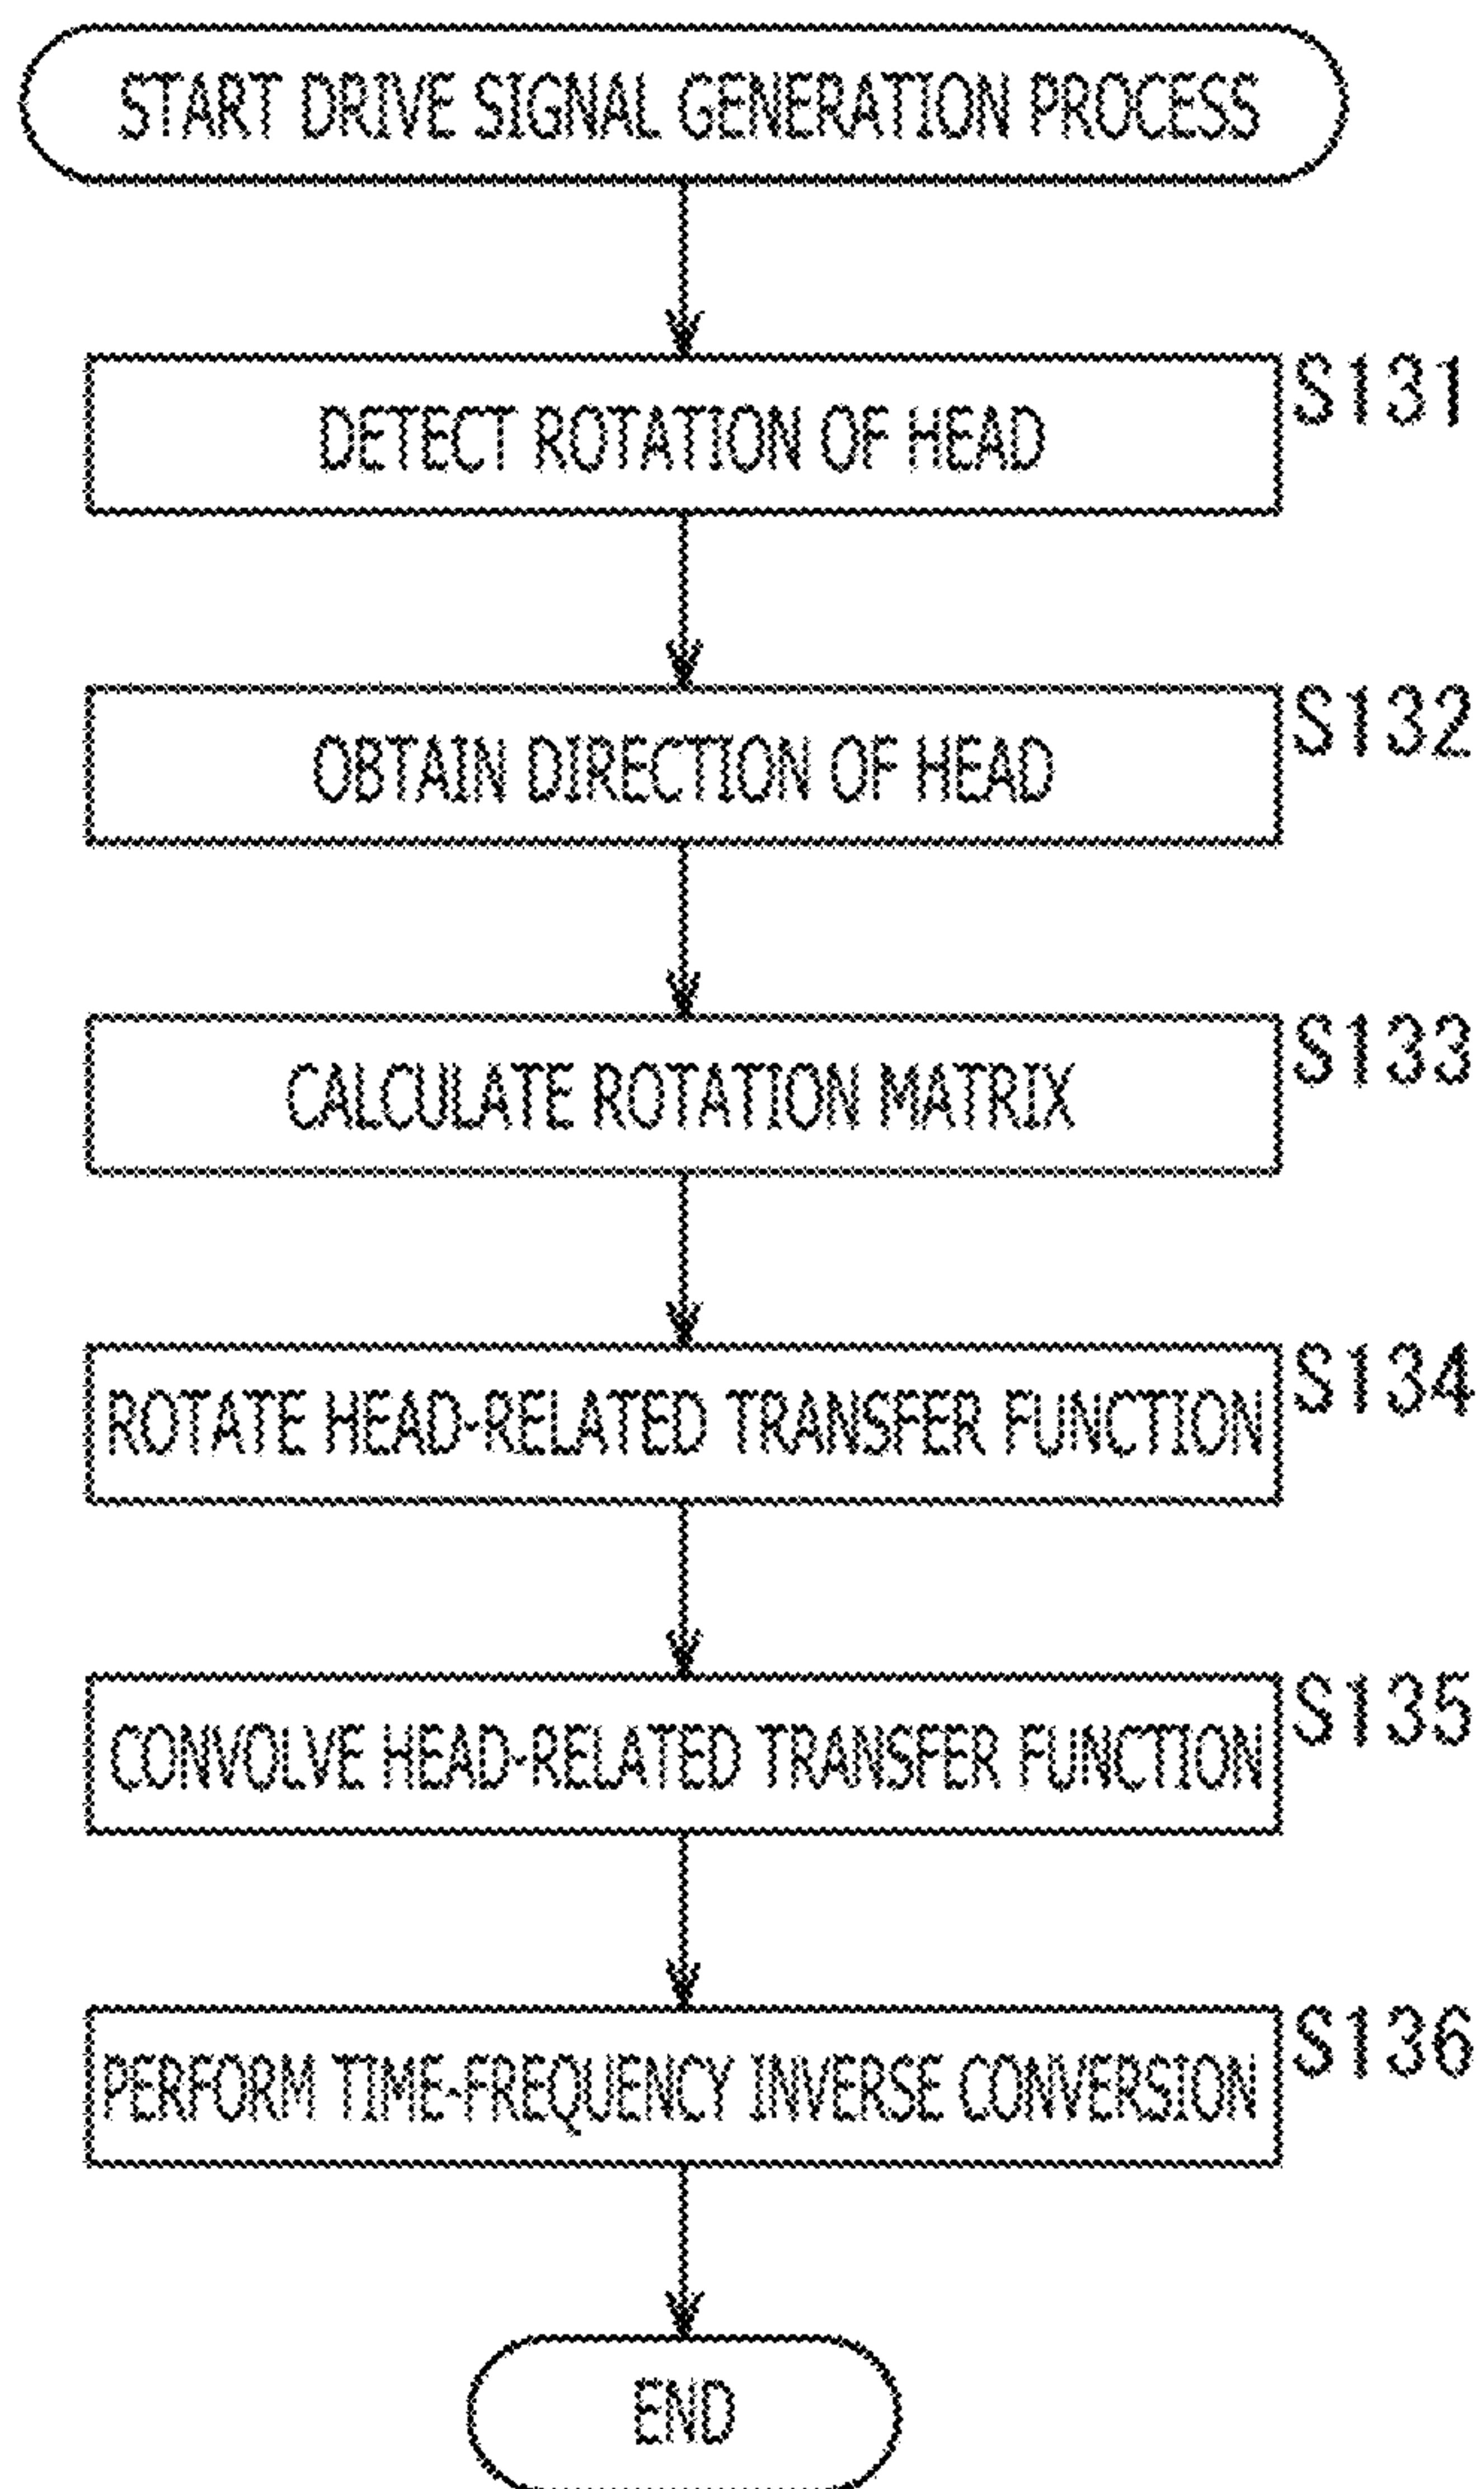 START DRIVE SIGNAL GENERATION PROCESS
DETECT ROTATION OF HEAD
S131
OBTAIN DIRECTION OF HEAD
S132
CALCULATE ROTATION MATRIX
S133
ROTATE HEAD-RELATED TRANSFER FUNCTION
S134
CONVOLVE HEAD-RELATED TRANSFER FUNCTION
S135
PERFORM TIME-FREQUENCY INVERSE CONVERSION
S136
END